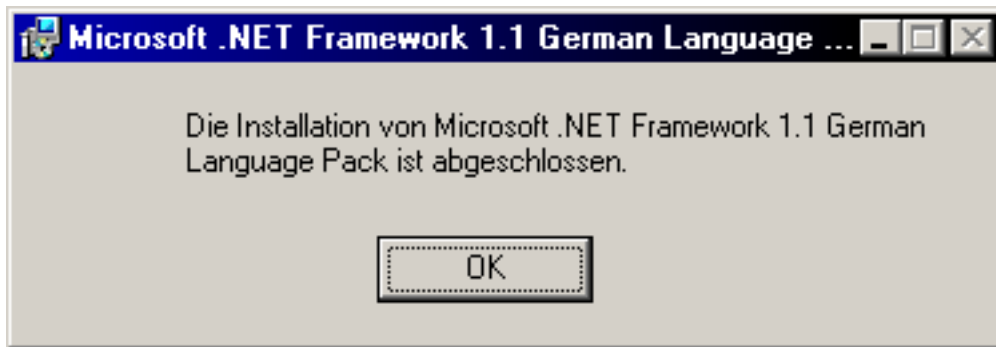 Microsoft .NET Framework 1.1 German Language ...
Die Installation von Microsoft .NET Framework 1.1 German
Language Pack ist abgeschlossen.
OK